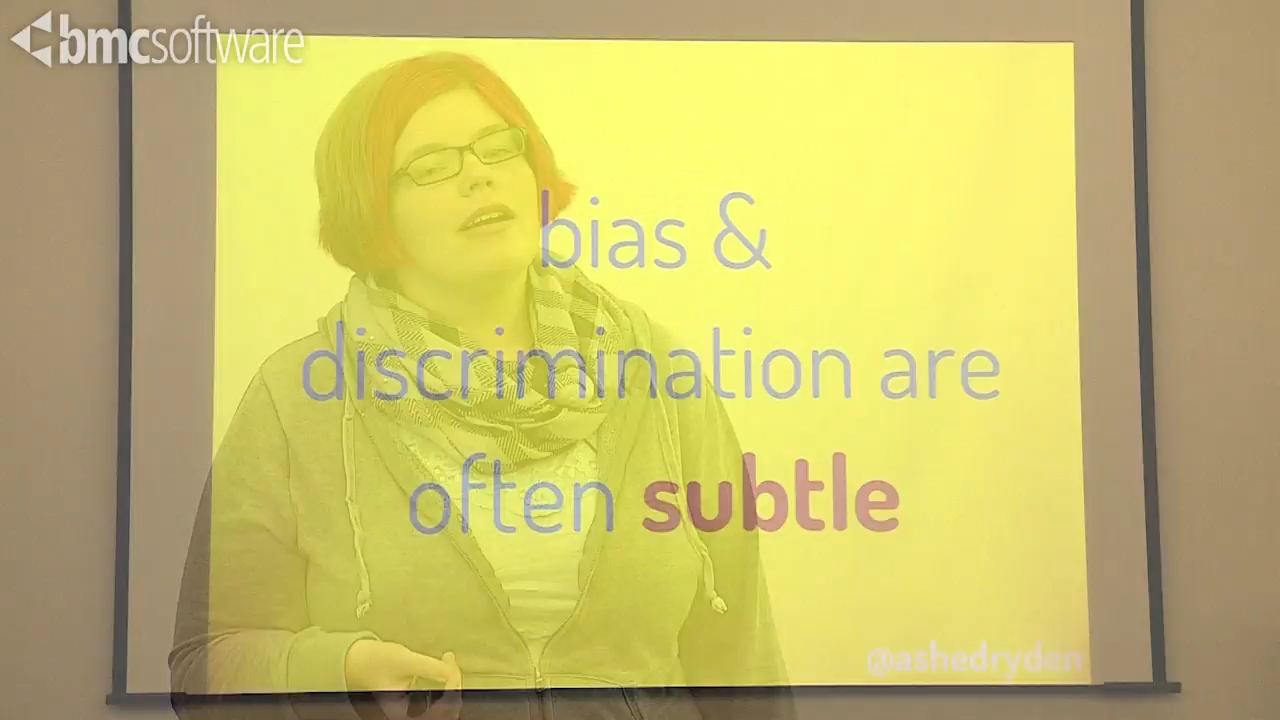 bmcsoftware
bias &
discrimination are
often subtle
@ashedryden